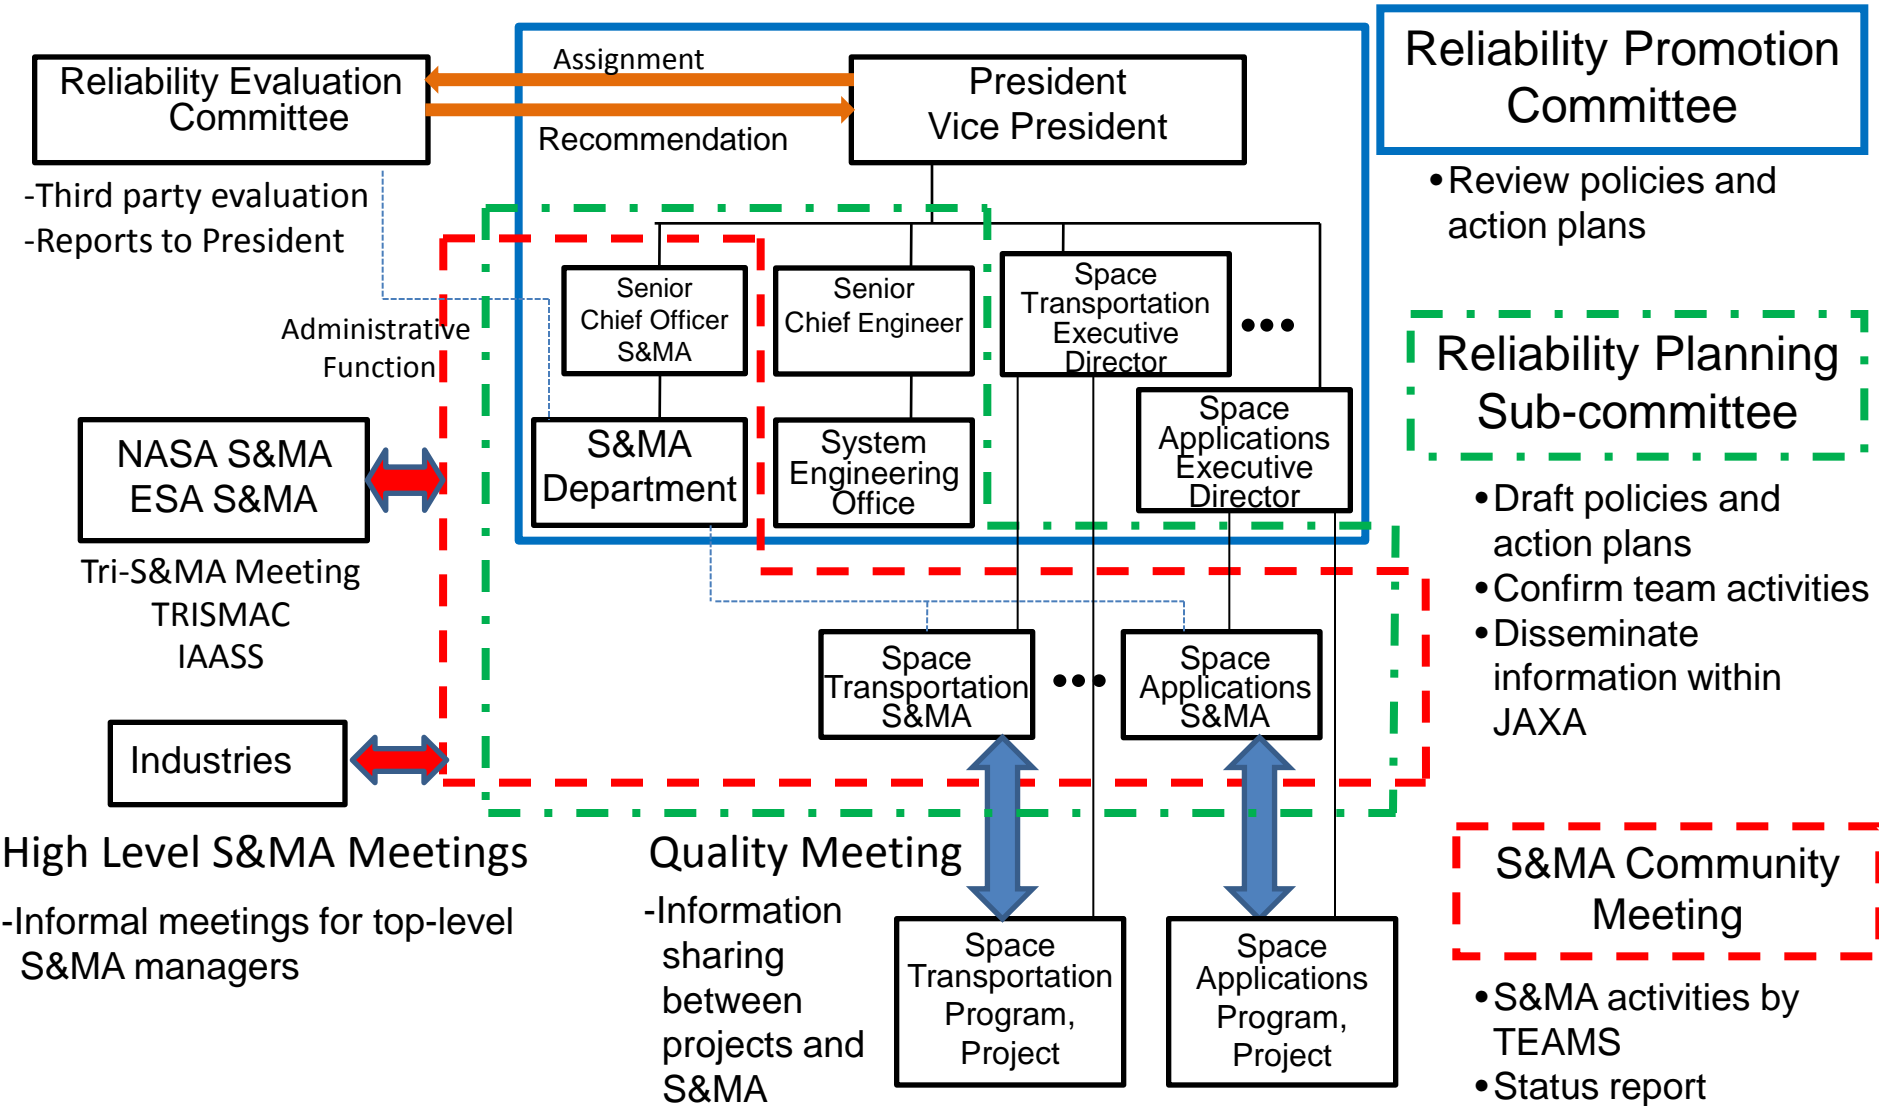 Assignment
Reliability Evaluation
Committee
President
Vice President
Recommendation
Reliability Promotion
Committee
-Third party evaluation
-Reports to President
•Review policies and
action plans
Administrative
Function
Senior
Chief Officer
S&MA
Senior
Chief Engineer
Space
Transportation
Executive
Director
•••
Reliability Planning
Sub-committee
NASA S&MA
ESA S&MA
S&MA
Department
System
Engineering
Office
Space
Applications
Executive
Director
Tri-S&MA Meeting
TRISMAC
IAASS
•Draft policies and
action plans
•Confirm team activities
•Disseminate
information within
JAXA
Space
Transportation
S&MA
•••
Space
Applications
S&MA
Industries
High Level S&MA Meetings
-Informal meetings for top-level
S&MA managers
Quality Meeting
-Information
sharing
between
projects and
S&MA
Space
Transportation
Program,
Project
Space
Applications
Program,
Project
S&MA Community
Meeting
•S&MA activities by
TEAMS
•Status report